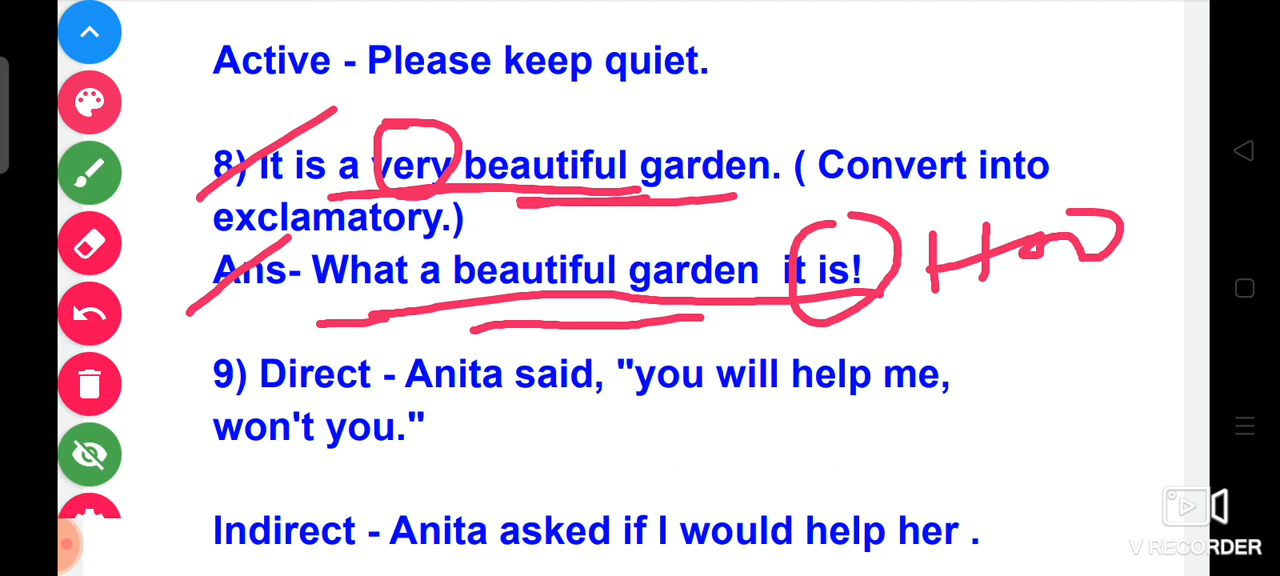 Active - Please keep quiet.
8) It is a very beautiful garden. ( Convert into
exclamatory.)
Ans- What a beautiful garden it is!
How
9) Direct - Anita said, "you will help me,
won't you."
Indirect - Anita asked if I would help her .
V RECORDER